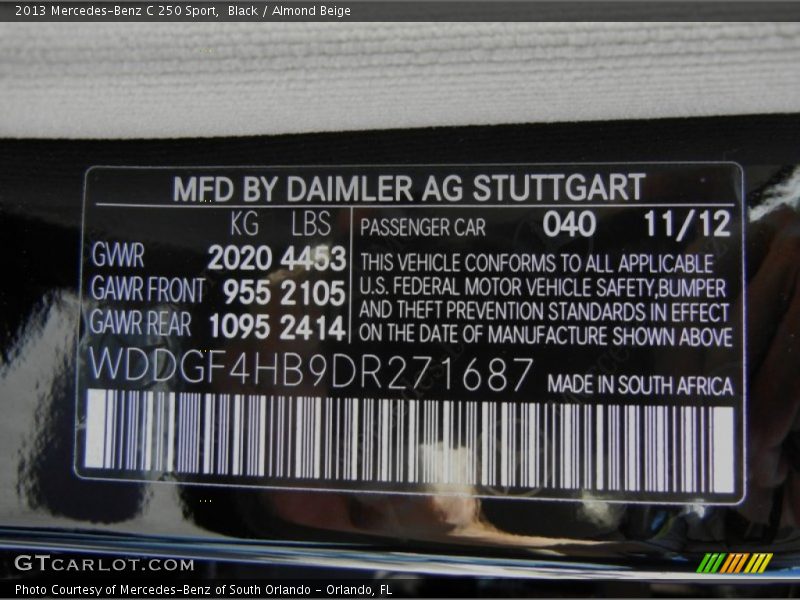 2013 Mercedes-Benz C 250 Sport,  Black / Almond Beige
MFD BY DAIMLER AG STUTTGART
KG LBS
GWR 2020 4453
GAWR FRONT 955 2105
GAWR REAR 1095 2414
PASSENGER CAR 040 11/12
THIS VEHICLE CONFORMS TO ALL APPLICABLE
U.S. FEDERAL MOTOR VEHICLE SAFETY,BUMPER
AND THEFT PREVENTION STANDARDS IN EFFECT
ON THE DATE OF MANUFACTURE SHOWN ABOVE
WDDGF4HB9DR271687 MADE IN SOUTH AFRICA
GTCARLOT.COM
Photo Courtesy of Mercedes-Benz of South Orlando - Orlando, FL